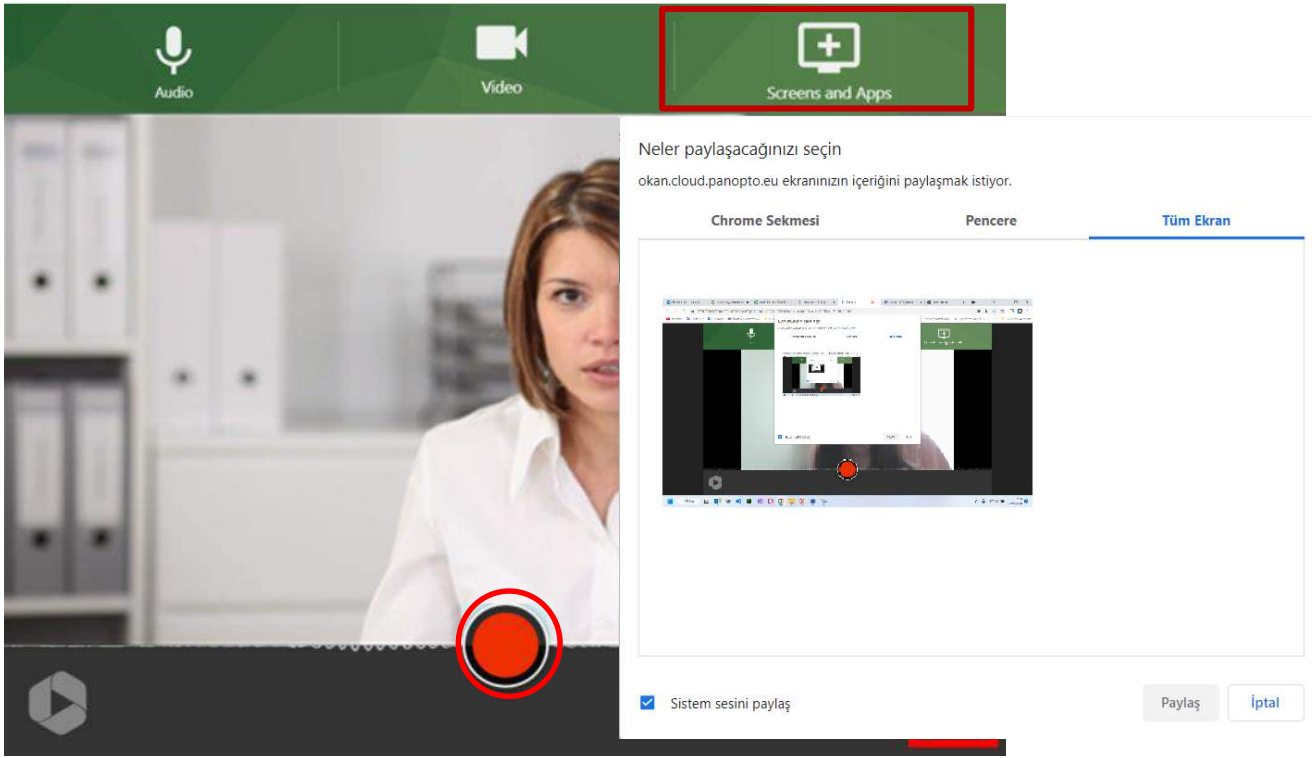 Audio
Video
Screens and Apps
Neler paylaşacağınızı seçin
okan.cloud.panopto.eu ekranınızın içeriğini paylaşmak istiyor.
Chrome Sekmesi
Pencere
Tüm Ekran
Sistem sesini paylaş
Paylaş
İptal